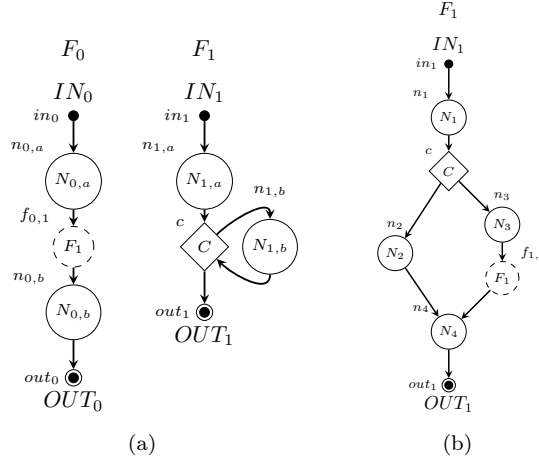 F_0
IN_0
in_0
n_{0,a}
N_{0,a}
f_{0,1}
F_1
n_{0,b}
N_{0,b}
out_0
OUT_0
F_1
IN_1
in_1
n_{1,a}
N_{1,a}
n_{1,b}
c
C
N_{1,b}
out_1
OUT_1
(a)
F_1
IN_1
in_1
n_1
N_1
c
C
n_3
n_2
N_3
N_2
f_{1,
F_1
n_4
N_4
out_1
OUT_1
(b)